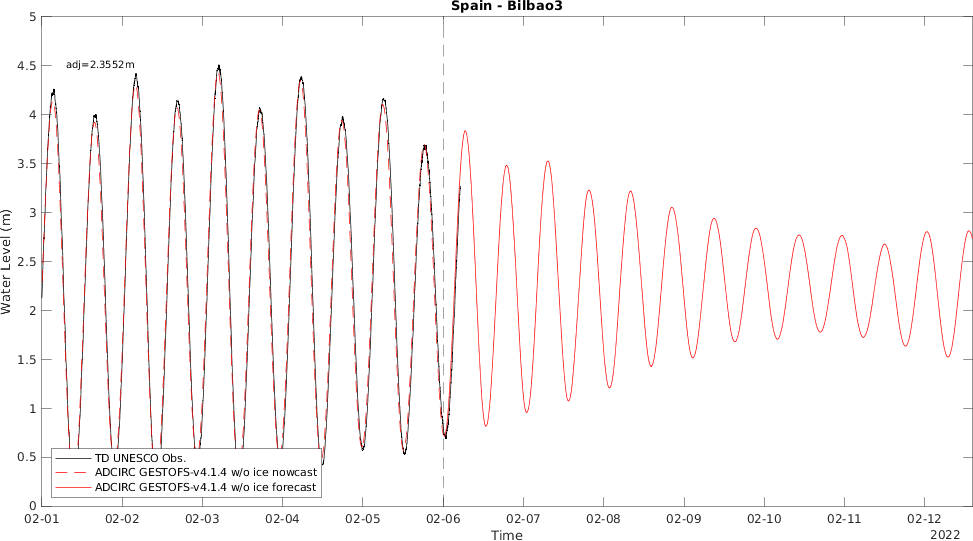 Spain - Bilbao3
5
4.5
4
3.5
3
2.5
2
1.5
1
0.5
0
Water Level (m)
adj=2.3552m
TD UNESCO Obs.
ADCIRC GESTOFS-v4.1.4 w/o ice nowcast
ADCIRC GESTOFS-v4.1.4 w/o ice forecast
02-01 02-02 02-03 02-04 02-05 02-06 02-07 02-08 02-09 02-10 02-11 02-12
2022
Time